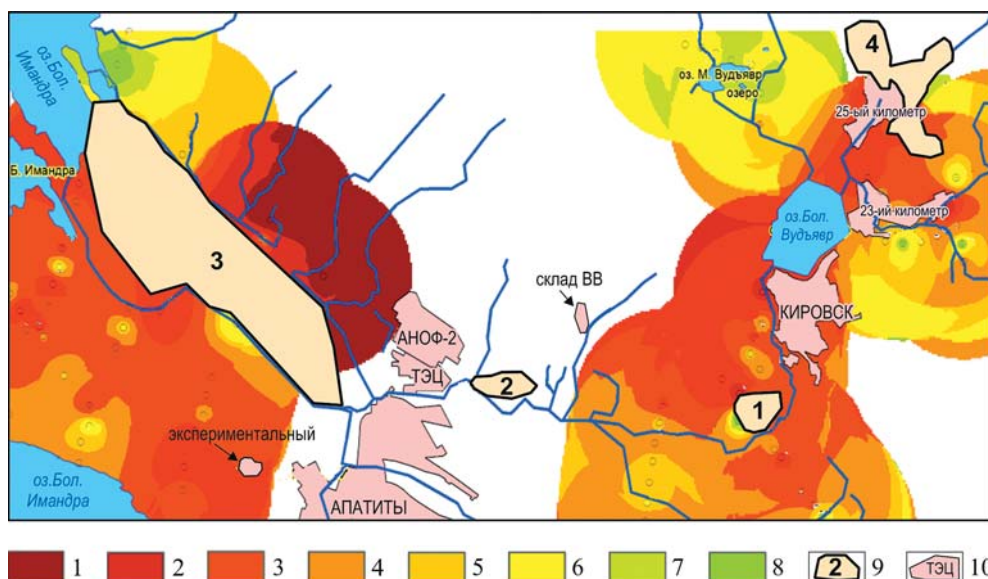 оз.Бол.
Имандра
Б. Имандра
3
оз. М. Вудъявр
озеро
4
25-ый километр
23-ий километр
оз.Бол.
Вудъявр
склад ВВ
КИРОВСК
АНОФ-2
ТЭЦ
2
1
экспериментальный
оз.Бол.
Имандра
АПАТИТЫ
1 2 3 4 5 6 7 8 2 9 ТЭЦ 10